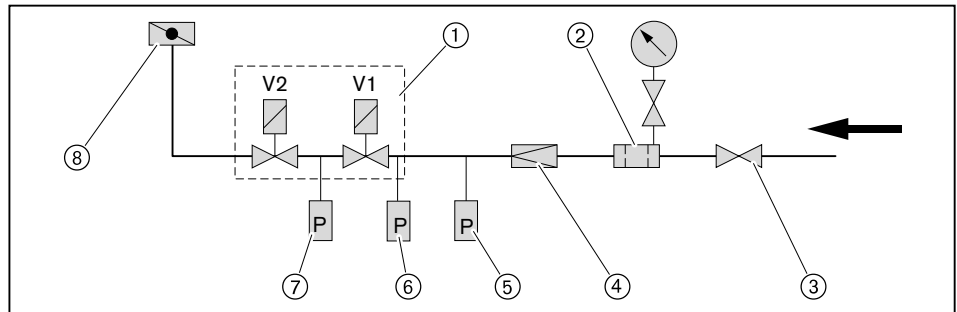 ① ②
V2 V1
⑧
P P P
⑦ ⑥ ⑤ ④ ③